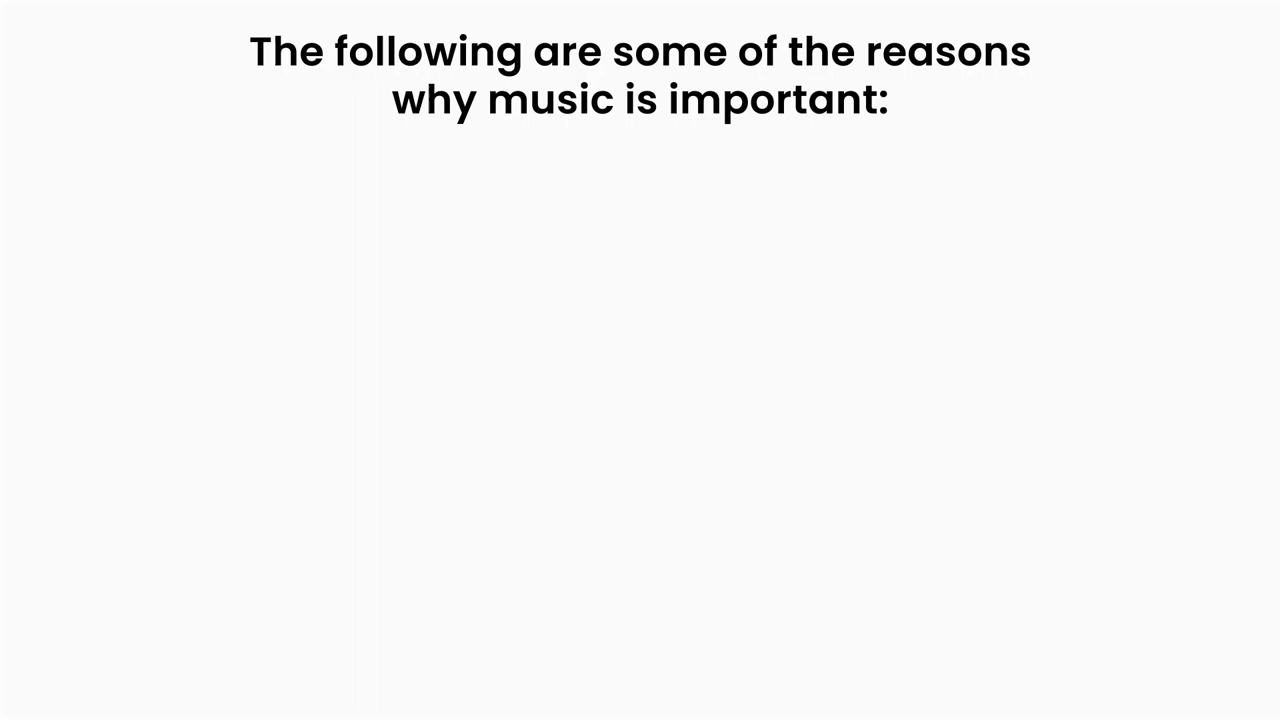 The following are some of the reasons
why music is important: